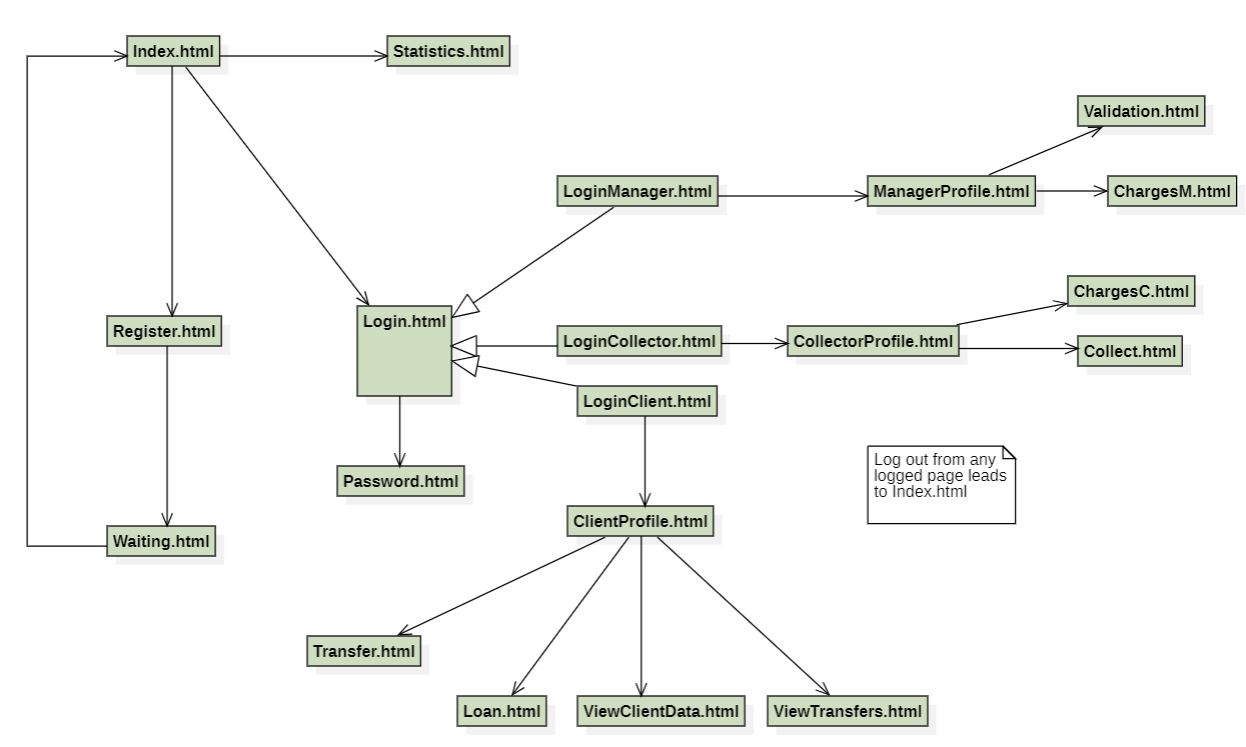 Index.html
Statistics.html
Validation.html
LoginManager.html
ManagerProfile.html
ChargesM.html
ChargesC.html
Register.html
Login.html
LoginCollector.html
CollectorProfile.html
Collect.html
LoginClient.html
Log out from any
logged page leads
to Index.html
Password.html
ClientProfile.html
Waiting.html
Transfer.html
Loan.html
ViewClientData.html
ViewTransfers.html